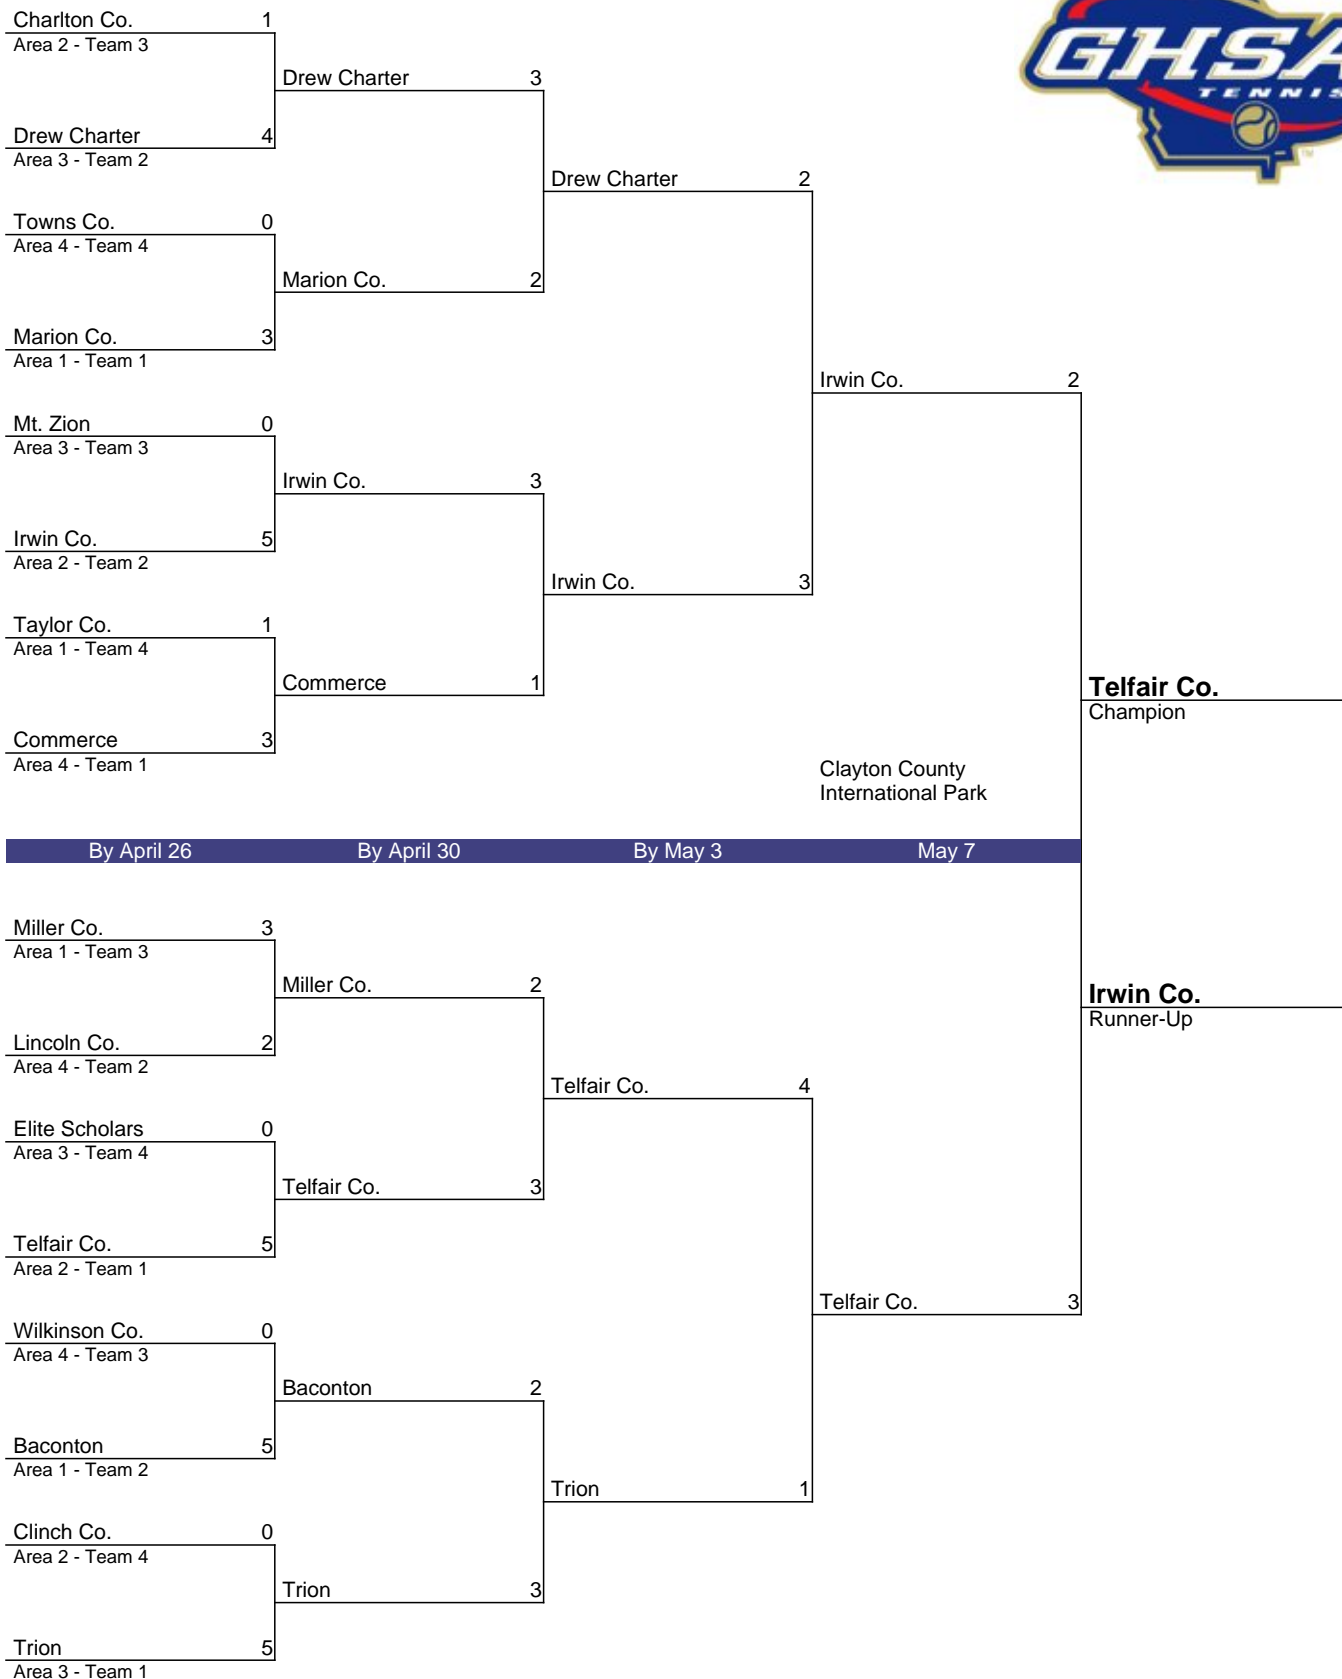 GHSA
TENNIS
TM
Charlton Co. 1
Area 2 - Team 3
Drew Charter 3
Drew Charter 4
Area 3 - Team 2
Drew Charter 2
Towns Co. 0
Area 4 - Team 4
Marion Co. 2
Marion Co. 3
Area 1 - Team 1
Irwin Co. 2
Mt. Zion 0
Area 3 - Team 3
Irwin Co. 3
Irwin Co. 5
Area 2 - Team 2
Irwin Co. 3
Taylor Co. 1
Area 1 - Team 4
Commerce 1
Telfair Co.
Champion
Commerce 3
Area 4 - Team 1
Clayton County
International Park
By April 26 By April 30 By May 3 May 7
Miller Co. 3
Area 1 - Team 3
Miller Co. 2
Irwin Co.
Runner-Up
Lincoln Co. 2
Area 4 - Team 2
Telfair Co. 4
Elite Scholars 0
Area 3 - Team 4
Telfair Co. 3
Telfair Co. 5
Area 2 - Team 1
Telfair Co. 3
Wilkinson Co. 0
Area 4 - Team 3
Baconton 2
Baconton 5
Area 1 - Team 2
Trion 1
Clinch Co. 0
Area 2 - Team 4
Trion 3
Trion 5
Area 3 - Team 1